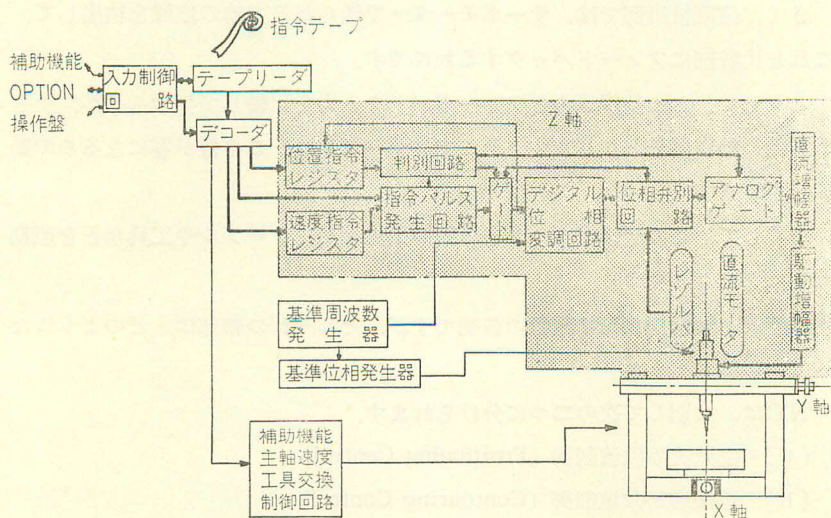 指令テープ
補助機能
OPTION
操作盤
入力制御
回路
テープリーダ
デコーダ
Z軸
位置指令
レジスタ
判別回路
指令パルス
発生回路
速度指令
レジスタ
ゲート
デジタル
位相
変調回路
位相弁別
回路
アナログ
ゲート
直流増幅器
駆動増幅器
レゾルバ
直流モータ
基準周波数
発生器
基準位相発生器
補助機能
主軸速度
工具交換
制御回路
Y軸
X軸